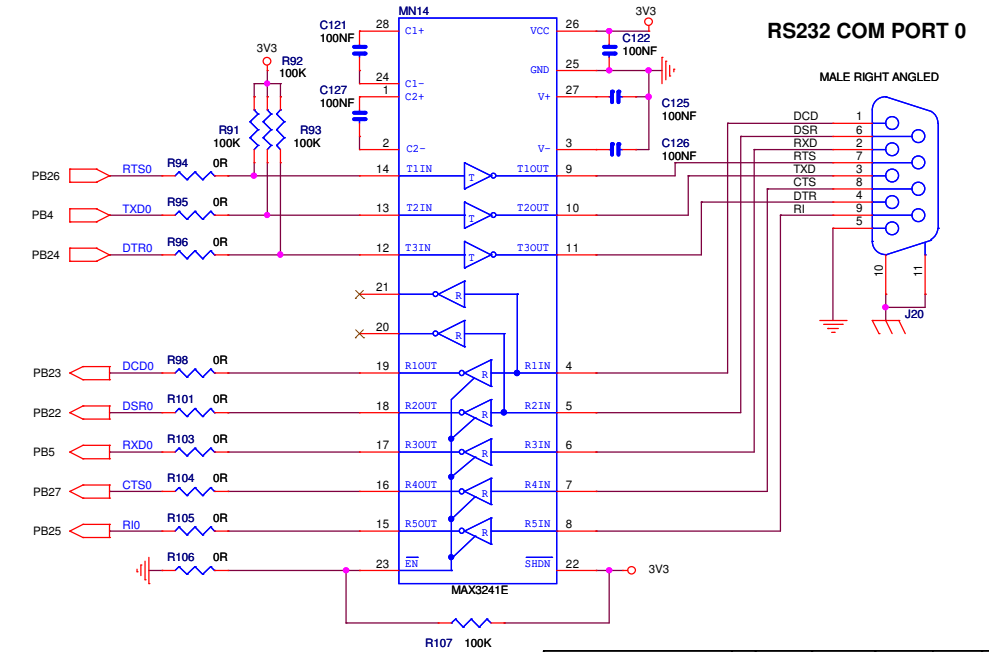 RS232 COM PORT 0
MALE RIGHT ANGLED
MN14
C121
100NF
28 C1+
24 C1-
C127
100NF
1 C2+
2 C2-
3V3
R92
100K
R91
100K
R93
100K
PB26 RTS0 R94 0R 14 T1IN T T1OUT 9
PB4 TXD0 R95 0R 13 T2IN T T2OUT 10
PB24 DTR0 R96 0R 12 T3IN T T3OUT 11
21 R
20 R
PB23 DCD0 R98 0R 19 R1OUT R R1IN 4
PB22 DSR0 R101 0R 18 R2OUT R R2IN 5
PB5 RXD0 R103 0R 17 R3OUT R R3IN 6
PB27 CTS0 R104 0R 16 R4OUT R R4IN 7
PB25 RI0 R105 0R 15 R5OUT R R5IN 8
R106 0R 23 EN SHDN 22 3V3
MAX3241E
R107 100K
3V3
VCC 26
C122
100NF
GND 25
V+ 27
C125
100NF
V- 3
C126
100NF
DCD 1
DSR 6
RXD 2
RTS 7
TXD 3
CTS 8
DTR 4
RI 9
5
10
11
J20